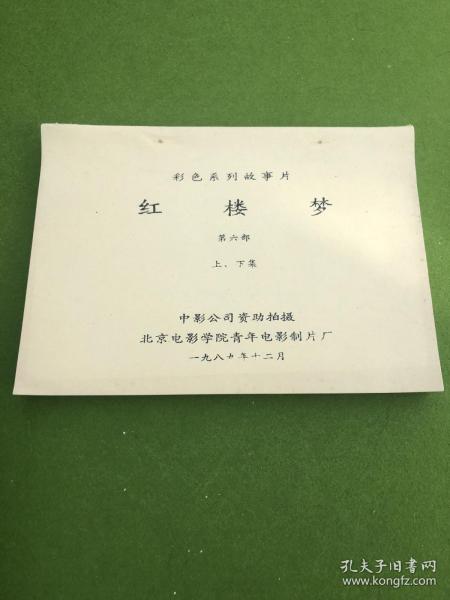 彩色系列故事片
红楼梦
第六部
上、下集
中影公司资助拍摄
北京电影学院青年电影制片厂
一九八九年十二月
孔夫子旧书网
www.kongfz.com